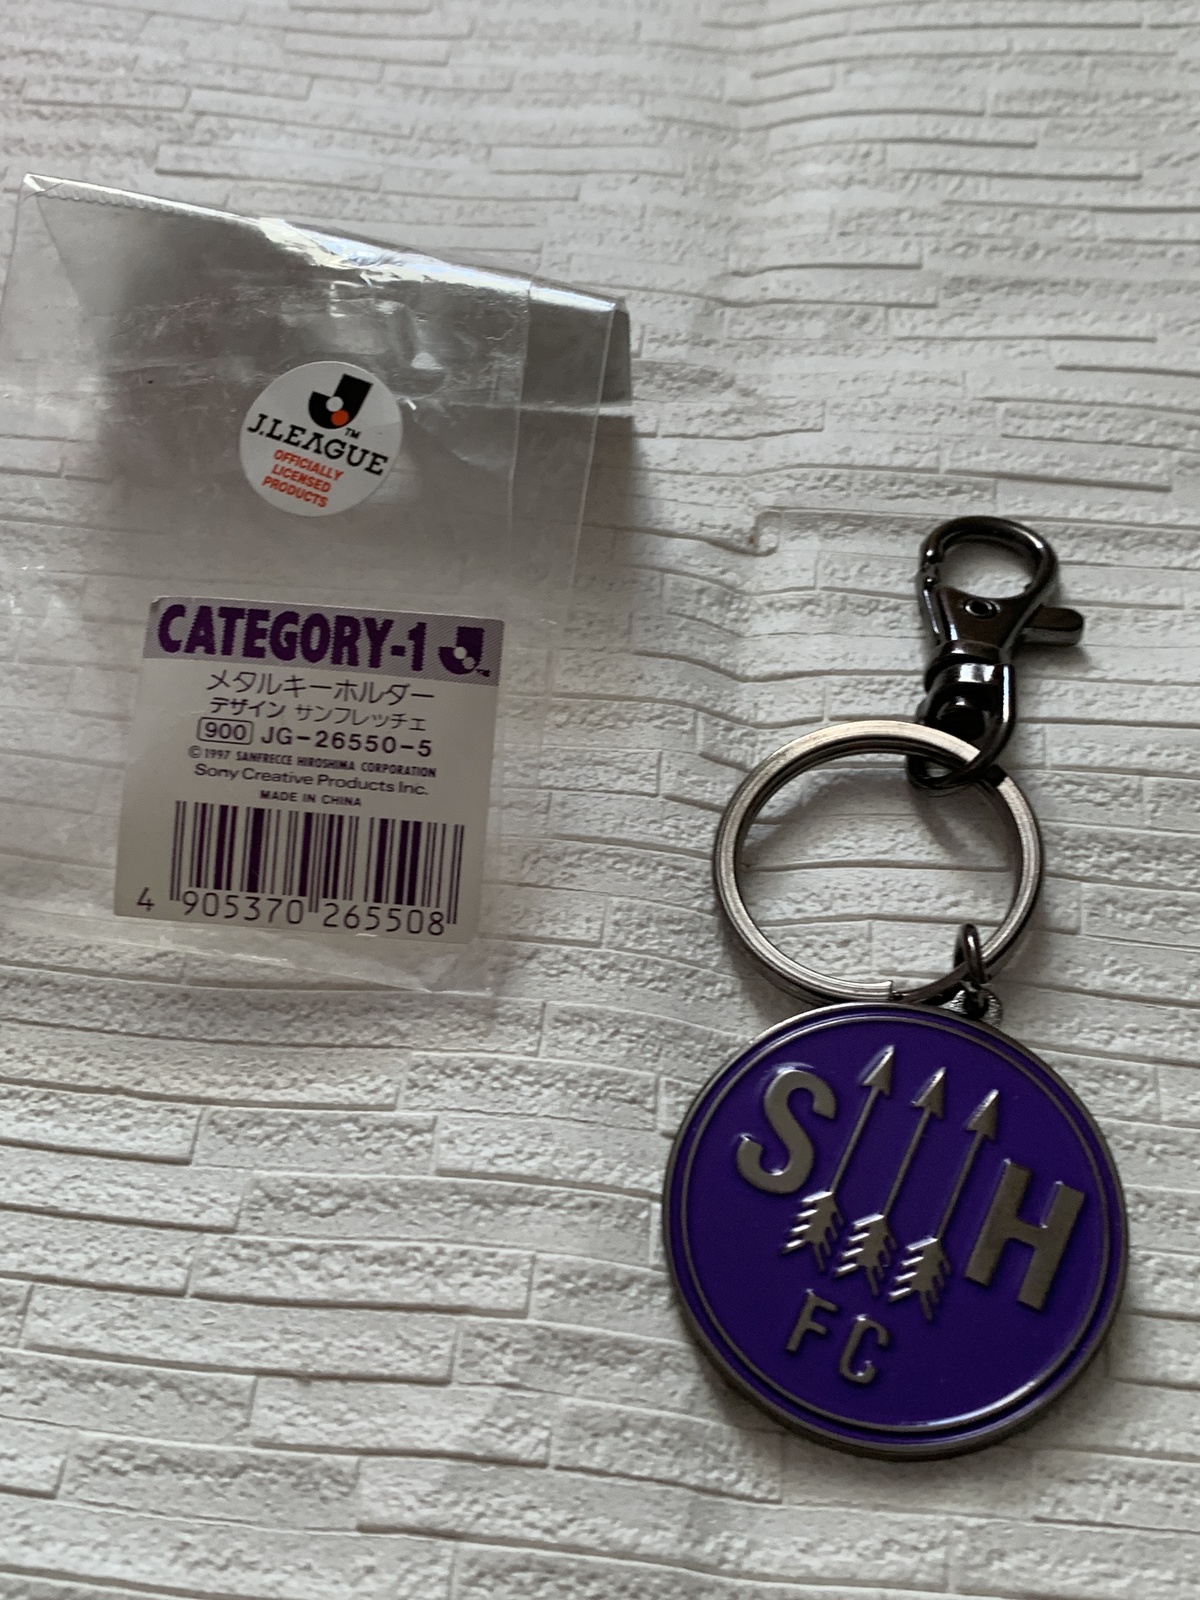 J.LEAGUE™
OFFICIALLY
LICENSED
PRODUCTS
CATEGORY-1 J™
メタルキーホルダー
デザイン サンフレッチェ
900 JG-26550-5
©1997 SANFRECCE HIROSHIMA CORPORATION
Sony Creative Products Inc.
MADE IN CHINA
4 905370 265508
S H
FC